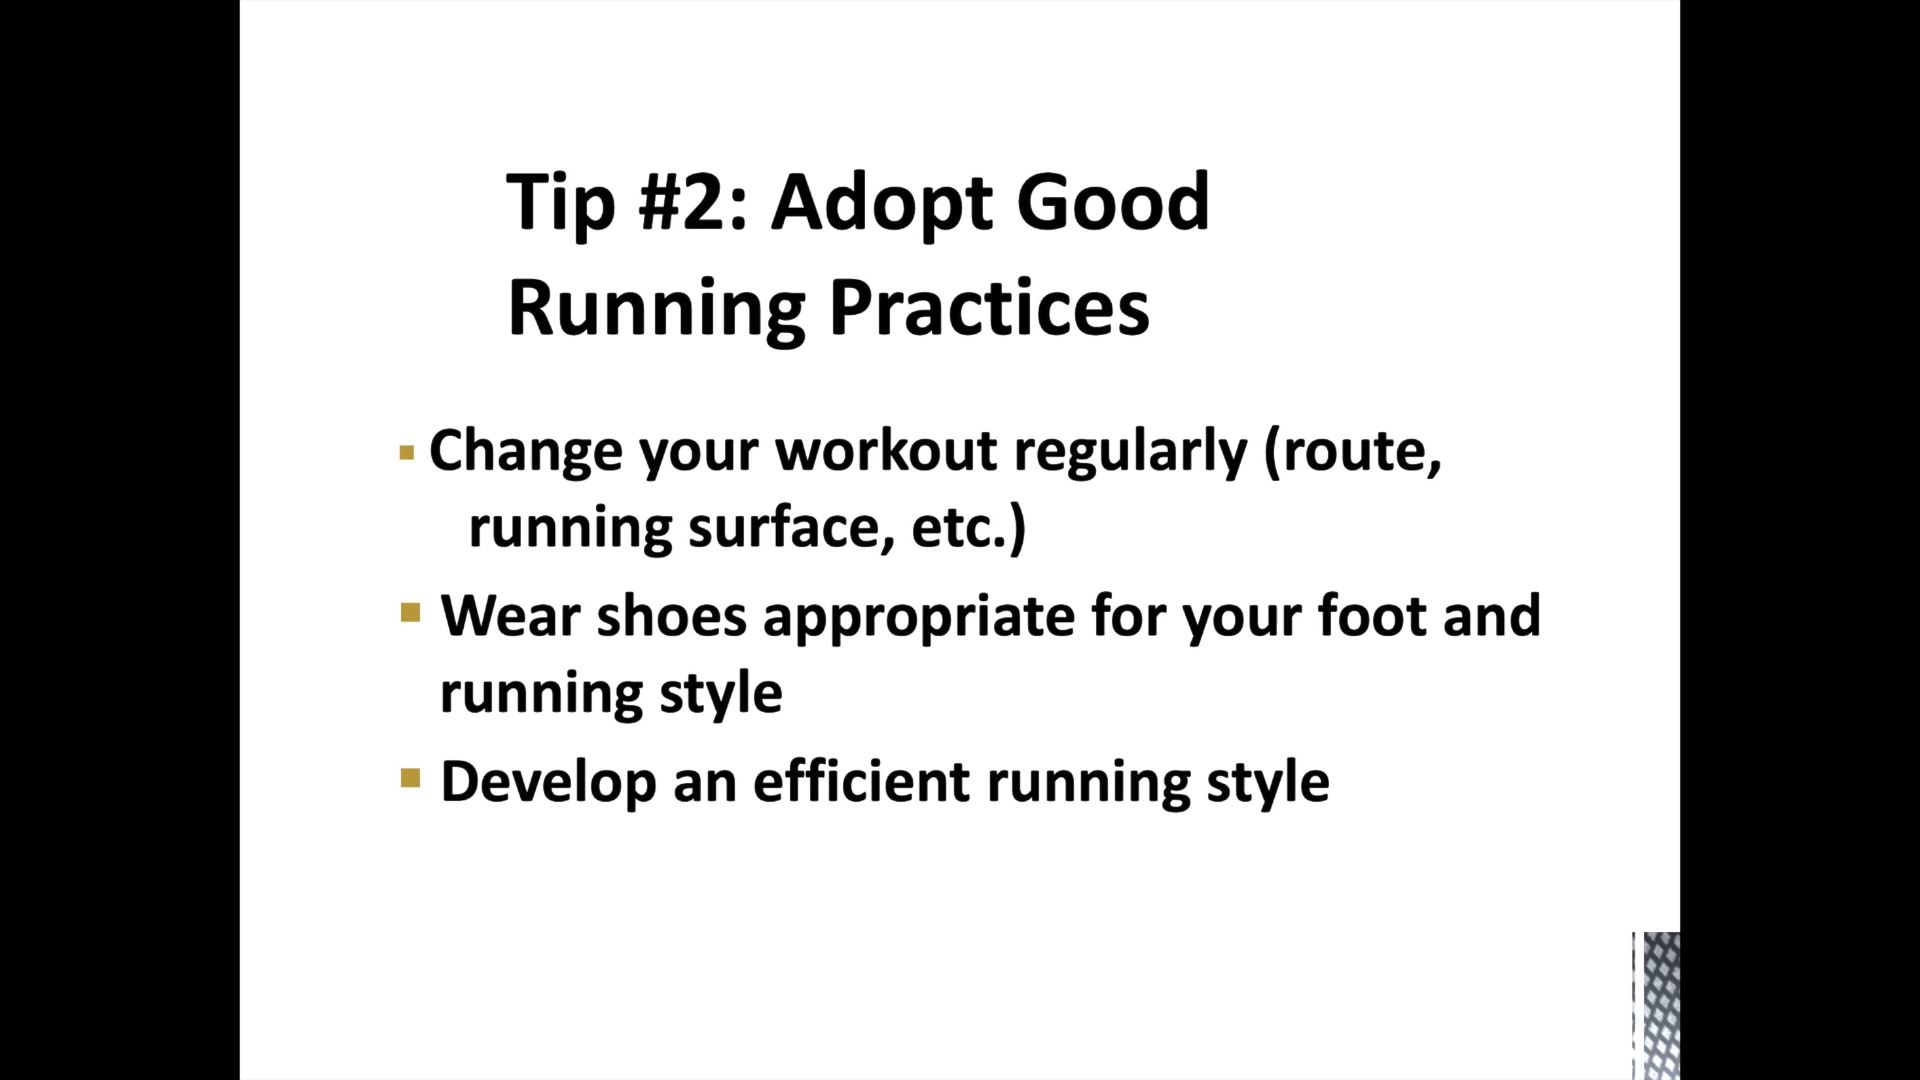 Tip #2: Adopt Good
Running Practices
▪ Change your workout regularly (route,
running surface, etc.)
▪ Wear shoes appropriate for your foot and
running style
▪ Develop an efficient running style